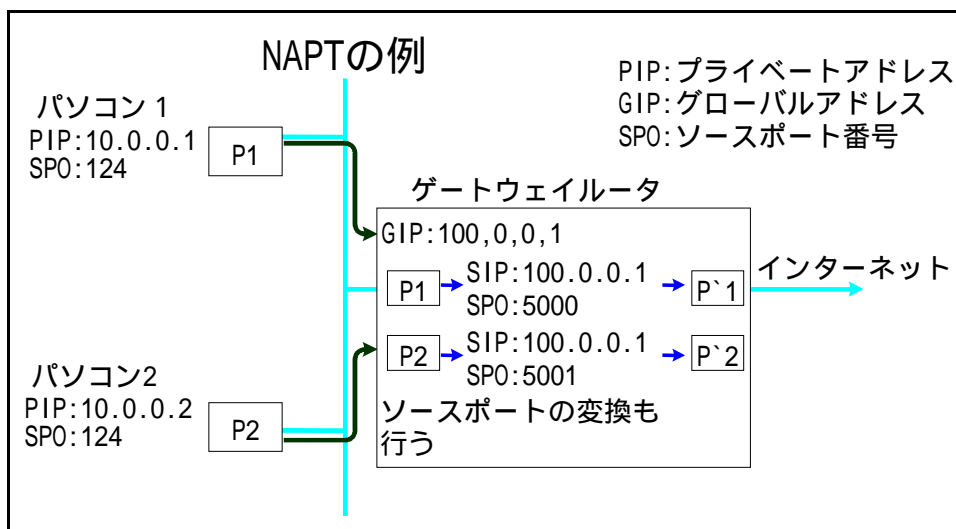 NAPTの例
PIP:プライベートアドレス
GIP:グローバルアドレス
SPO:ソースポート番号
パソコン1
PIP:10.0.0.1
SPO:124
P1
ゲートウェイルータ
GIP:100,0,0,1
P1
SIP:100.0.0.1
SPO:5000
P`1
インターネット
P2
SIP:100.0.0.1
SPO:5001
P`2
ソースポートの変換も
行う
パソコン2
PIP:10.0.0.2
SPO:124
P2